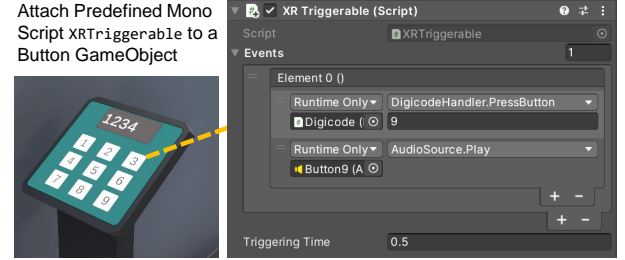 Attach Predefined Mono
Script XRTriggerable to a
Button GameObject
1234
1 2 3
4 5 6
7 8 9
XR Triggerable (Script)
Script XRTriggerable
Events 1
Element 0 ()
Runtime Only DigicodeHandler.PressButton
Digicode ( 9
Runtime Only AudioSource.Play
Button9 (A
+ -
+ -
Triggering Time 0.5